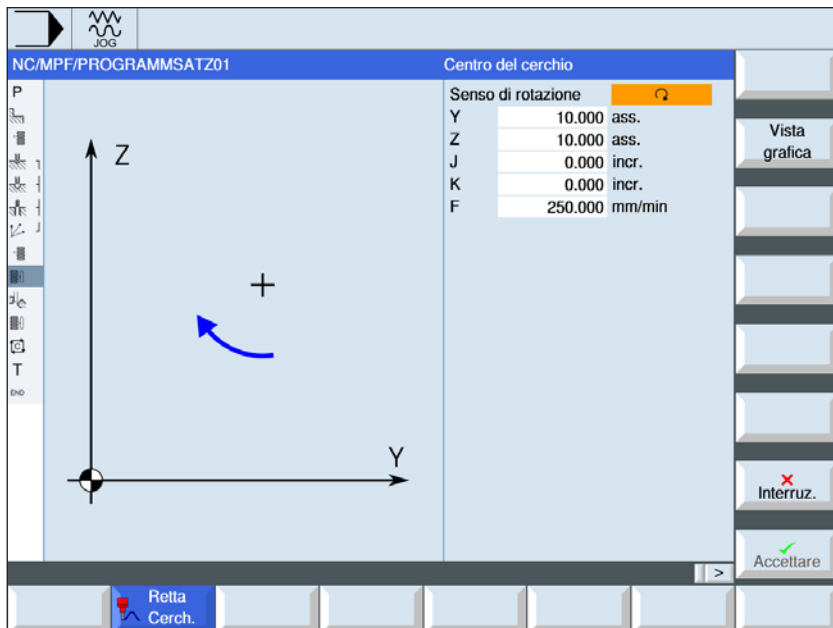 JOG
NC/MPF/PROGRAMMSATZ01
Centro del cerchio
P
T
END
Z
Y
Senso di rotazione
Y 10.000 ass.
Z 10.000 ass.
J 0.000 incr.
K 0.000 incr.
F 250.000 mm/min
Vista
grafica
Interruz.
Accettare
>
Retta
Cerch.